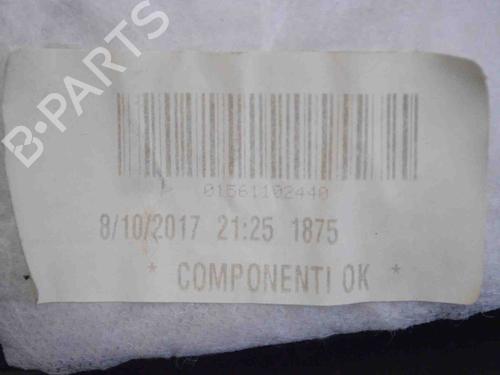 B-PARTS
01561102440
8/10/2017 21:25 1875
* COMPONENTI OK *